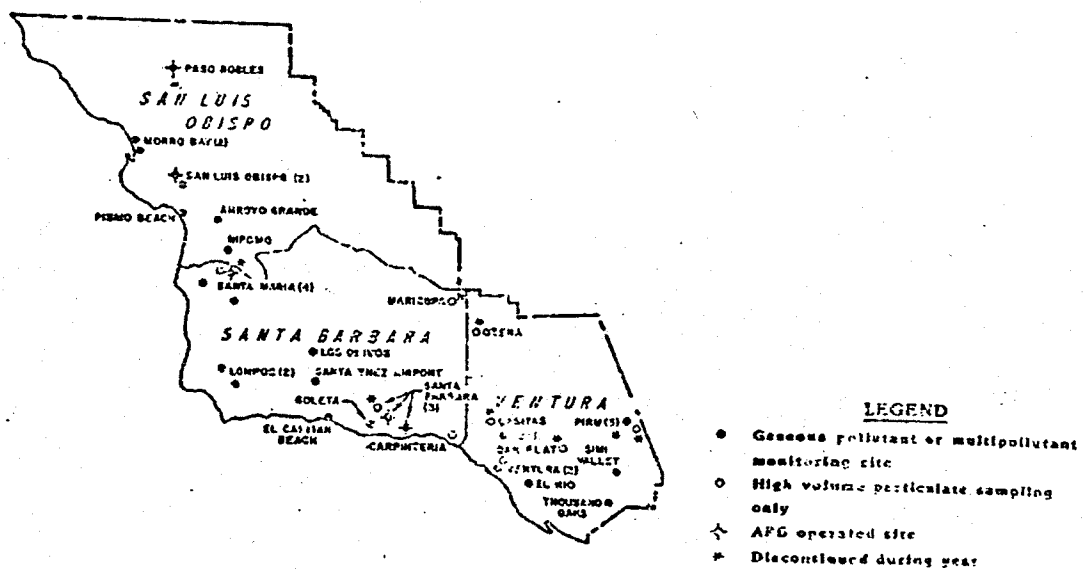 PASO ROBLES
SAN LUIS
OBISPO
MORRO BAY (2)
SAN LUIS OBISPO (2)
PISMO BEACH
ARROYO GRANDE
NIPOMO
SANTA MARIA (4)
MARICOPA
OZENA
SANTA BARBARA
LOS OLIVOS
LOMPOC (2)
SANTA YNEZ AIRPORT
GOLETA
SANTA
BARBARA
(3)
EL CAPITAN
BEACH
CARPINTERIA
VENTURA
CASITAS
PIRU (3)
SIMI
VALLEY
VENTURA (2)
EL RIO
THOUSAND
OAKS
LEGEND
Gaseous pollutant or multipollutant
monitoring site
High volume particulate sampling
only
ARB operated site
Discontinued during year